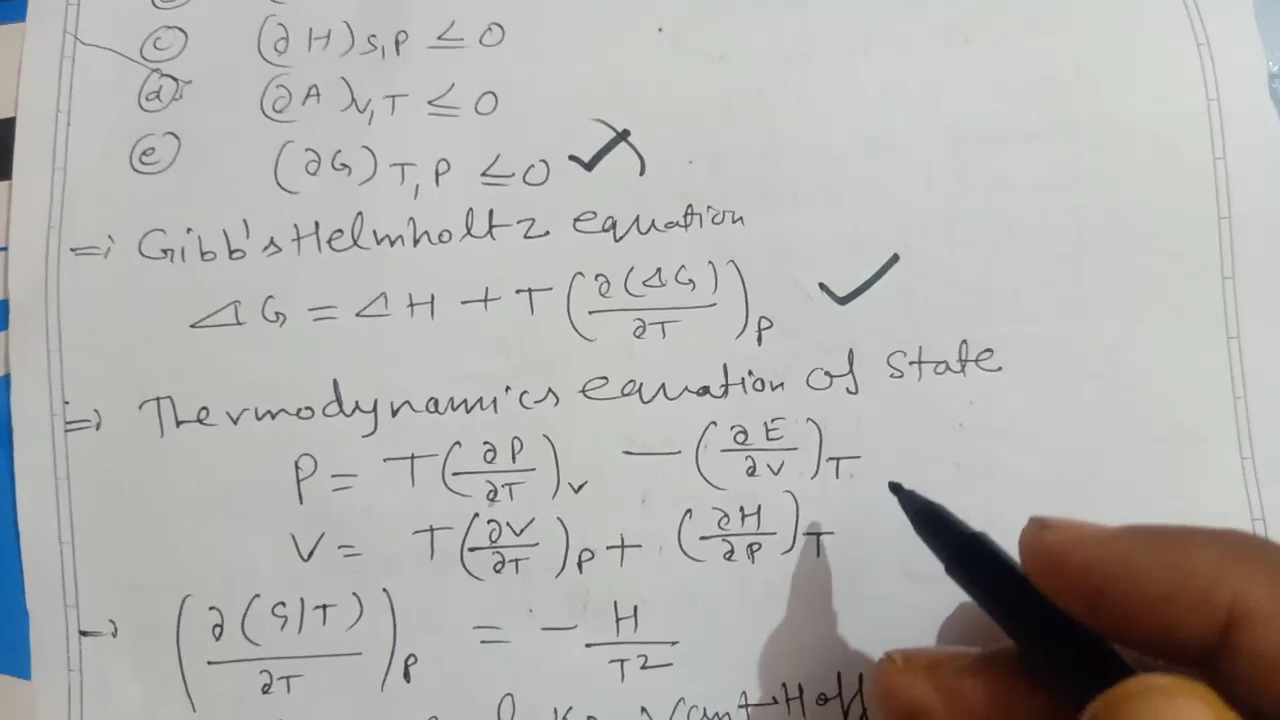 ⓒ (∂H)S,P ≤ 0
ⓓ (∂A)V,T ≤ 0
ⓔ (∂G)T,P ≤ 0 ✓
⇒ Gibb's Helmholtz equation
ΔG = ΔH + T (∂(ΔG)/∂T)P ✓
⇒ Thermodynamics equation of state
P = T(∂P/∂T)V − (∂E/∂V)T
V = T(∂V/∂T)P + (∂H/∂P)T
→ (∂(G/T)/∂T)P = − H/T²